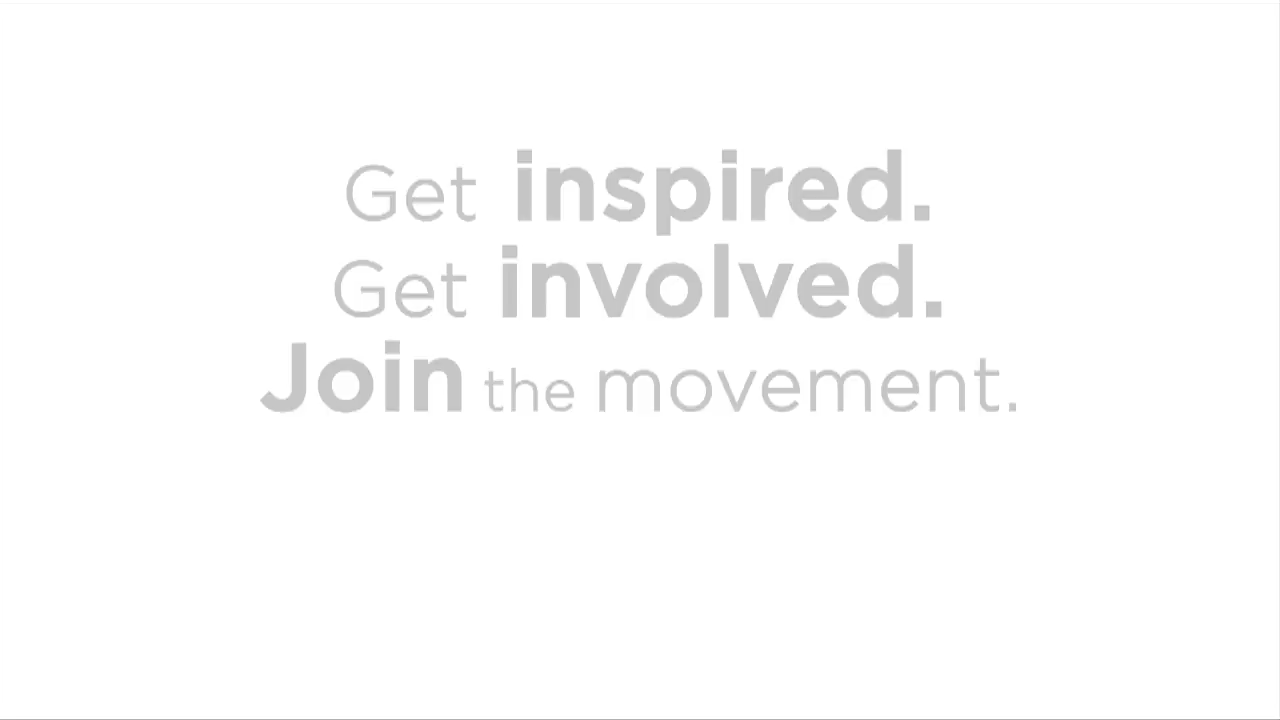 Get inspired.
Get involved.
Join the movement.